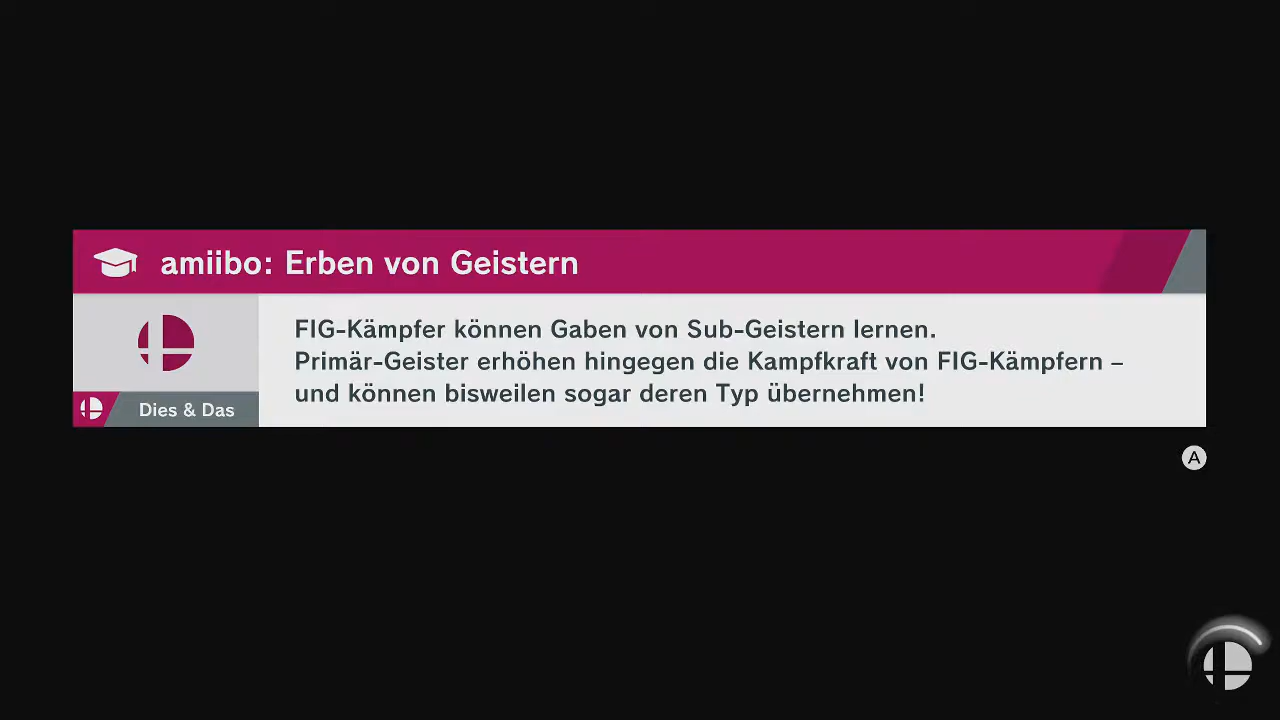 amiibo: Erben von Geistern
FIG-Kämpfer können Gaben von Sub-Geistern lernen.
Primär-Geister erhöhen hingegen die Kampfkraft von FIG-Kämpfern –
und können bisweilen sogar deren Typ übernehmen!
Dies & Das
A